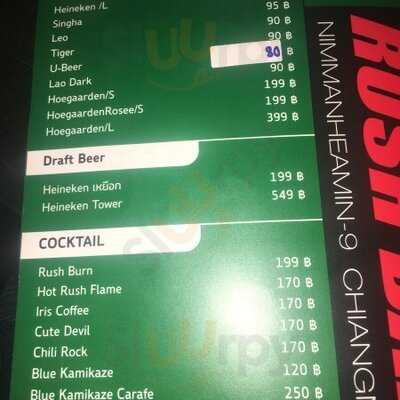 Heineken /L 95 ฿
Singha 90 ฿
Leo 90 ฿
Tiger 80 ฿
U-Beer 90 ฿
Lao Dark 199 ฿
Hoegaarden/S 199 ฿
HoegaardenRosee/S 399 ฿
Hoegaarden/L
Draft Beer
Heineken เหยือก 199 ฿
Heineken Tower 549 ฿
COCKTAIL
Rush Burn 199 ฿
Hot Rush Flame 170 ฿
Iris Coffee 170 ฿
Cute Devil 170 ฿
Chili Rock 170 ฿
Blue Kamikaze 120 ฿
Blue Kamikaze Carafe 250 ฿
RUSH
NIMMANHEAMIN-9 CHIANG